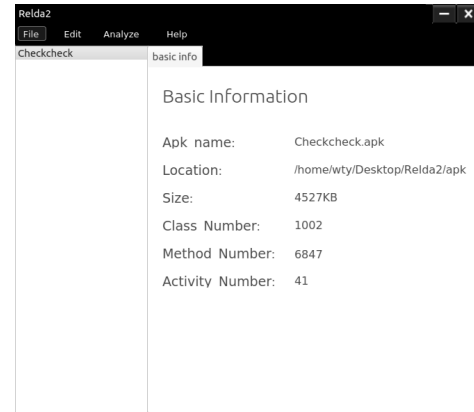 Relda2
File Edit Analyze Help
Checkcheck
basic info
Basic Information
Apk name: Checkcheck.apk
Location: /home/wty/Desktop/Relda2/apk
Size: 4527KB
Class Number: 1002
Method Number: 6847
Activity Number: 41